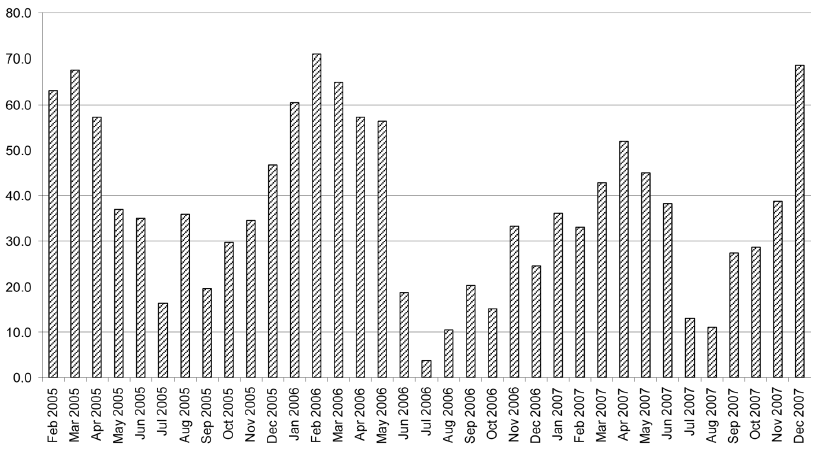 80.0
70.0
60.0
50.0
40.0
30.0
20.0
10.0
0.0
Feb 2005
Mar 2005
Apr 2005
May 2005
Jun 2005
Jul 2005
Aug 2005
Sep 2005
Oct 2005
Nov 2005
Dec 2005
Jan 2006
Feb 2006
Mar 2006
Apr 2006
May 2006
Jun 2006
Jul 2006
Aug 2006
Sep 2006
Oct 2006
Nov 2006
Dec 2006
Jan 2007
Feb 2007
Mar 2007
Apr 2007
May 2007
Jun 2007
Jul 2007
Aug 2007
Sep 2007
Oct 2007
Nov 2007
Dec 2007